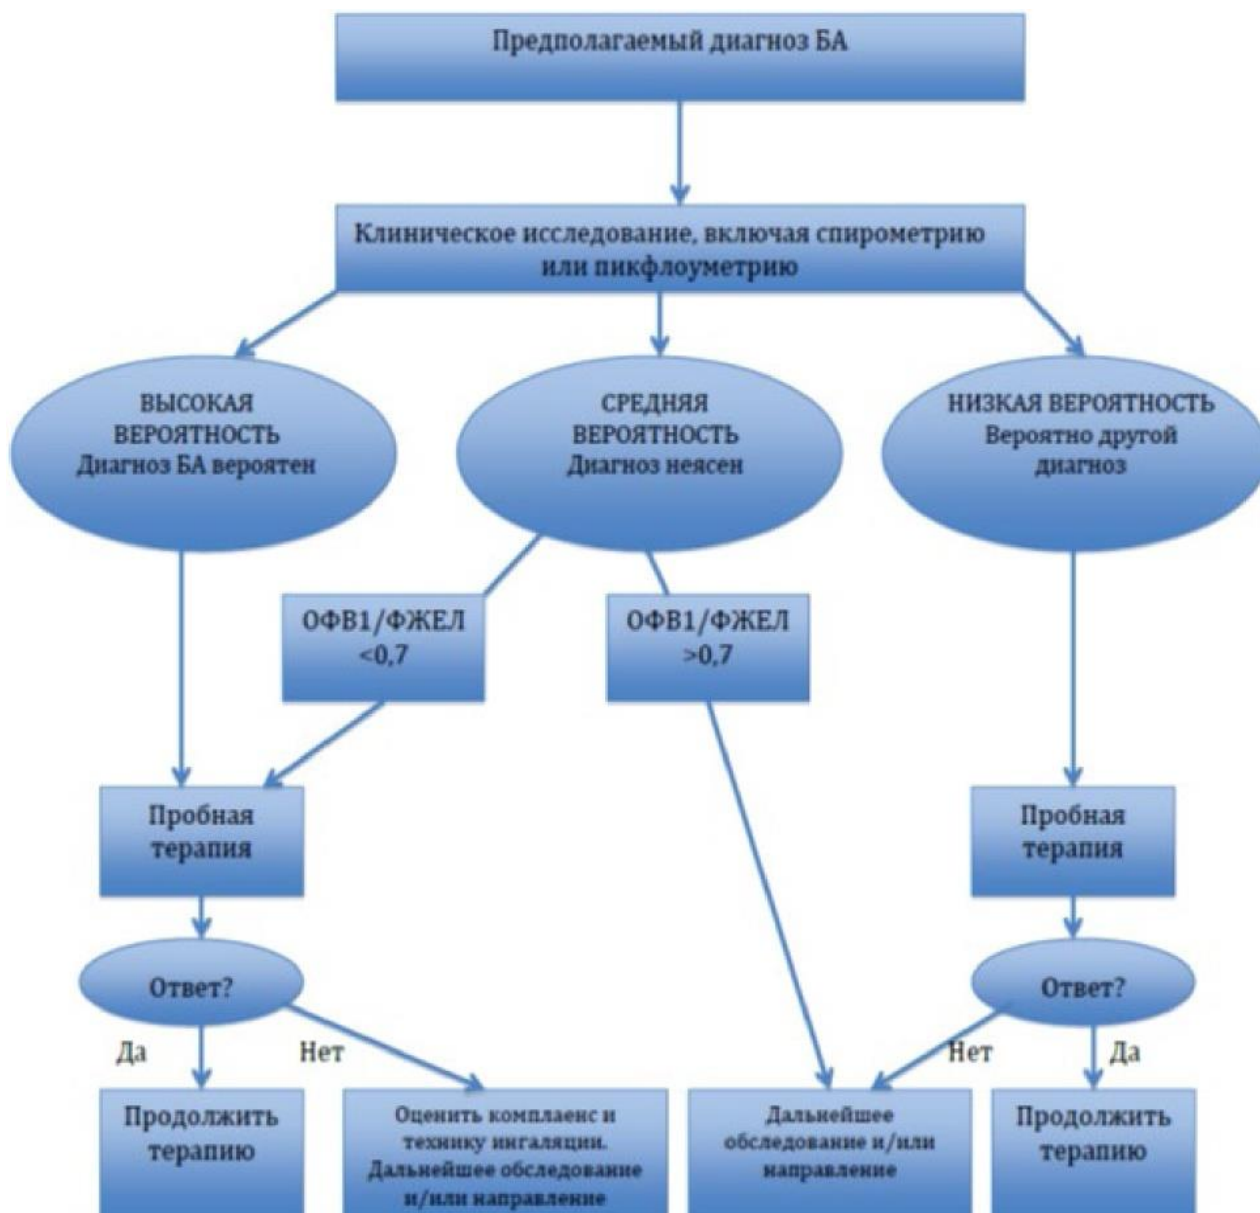 Предполагаемый диагноз БА
Клиническое исследование, включая спирометрию
или пикфлоуметрию
ВЫСОКАЯ
ВЕРОЯТНОСТЬ
Диагноз БА вероятен
СРЕДНЯЯ
ВЕРОЯТНОСТЬ
Диагноз неясен
НИЗКАЯ ВЕРОЯТНОСТЬ
Вероятно другой
диагноз
ОФВ1/ФЖЕЛ
<0,7
ОФВ1/ФЖЕЛ
>0,7
Пробная
терапия
Пробная
терапия
Ответ?
Ответ?
Да
Нет
Нет
Да
Продолжить
терапию
Оценить комплаенс и
технику ингаляции.
Дальнейшее обследование
и/или направление
Дальнейшее
обследование и/или
направление
Продолжить
терапию